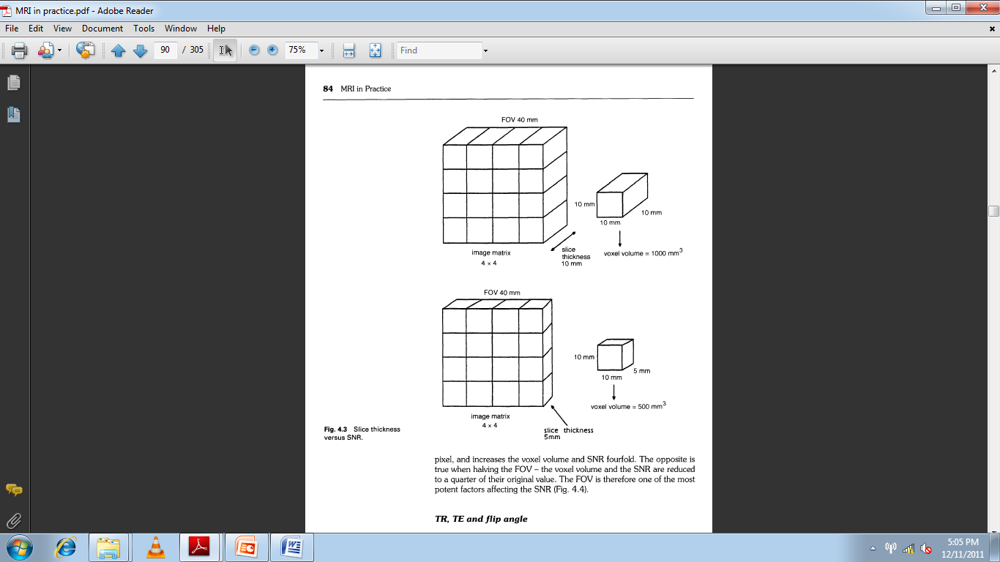 MRI in practice.pdf - Adobe Reader
File Edit View Document Tools Window Help
90 / 305 75% Find
84 MRI in Practice
FOV 40 mm
10 mm
10 mm
10 mm
slice
thickness
10 mm
image matrix
4 × 4
voxel volume = 1000 mm³
FOV 40 mm
10 mm
5 mm
10 mm
voxel volume = 500 mm³
image matrix
4 × 4
slice thickness
5mm
Fig. 4.3 Slice thickness
versus SNR.
pixel, and increases the voxel volume and SNR fourfold. The opposite is
true when halving the FOV – the voxel volume and the SNR are reduced
to a quarter of their original value. The FOV is therefore one of the most
potent factors affecting the SNR (Fig. 4.4).
TR, TE and flip angle
5:05 PM
12/11/2011